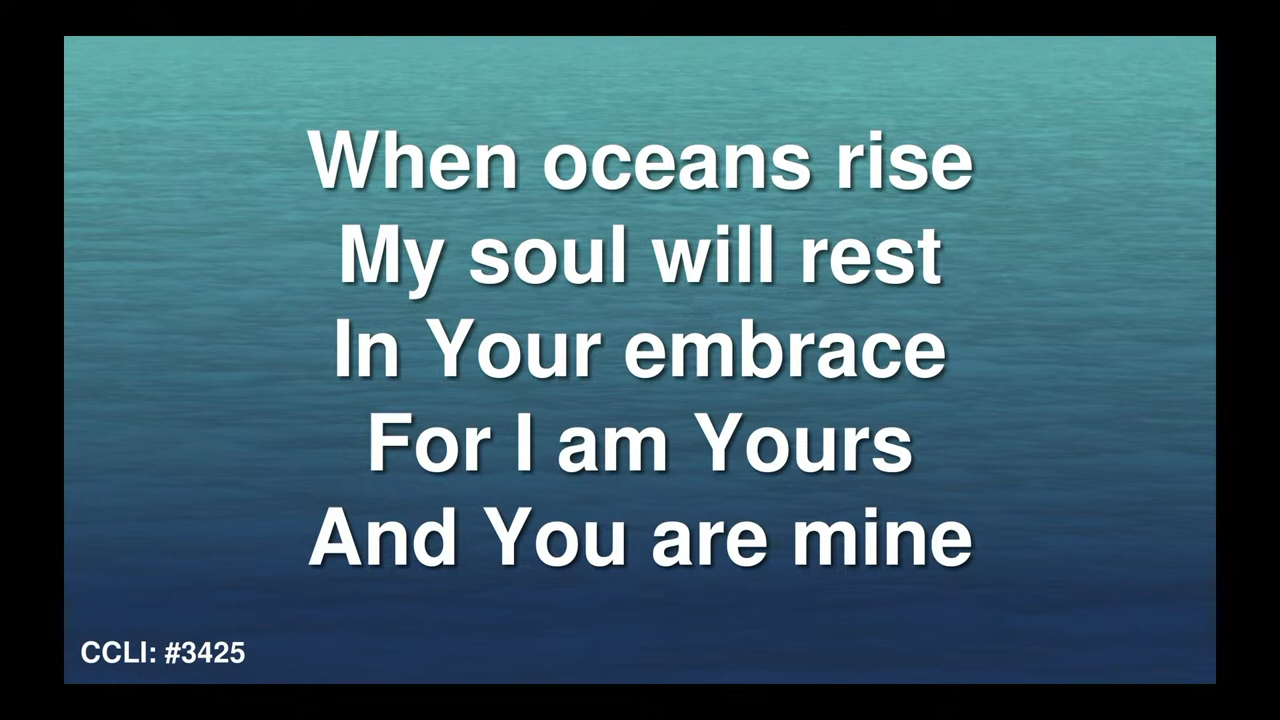 When oceans rise
My soul will rest
In Your embrace
For I am Yours
And You are mine
CCLI: #3425